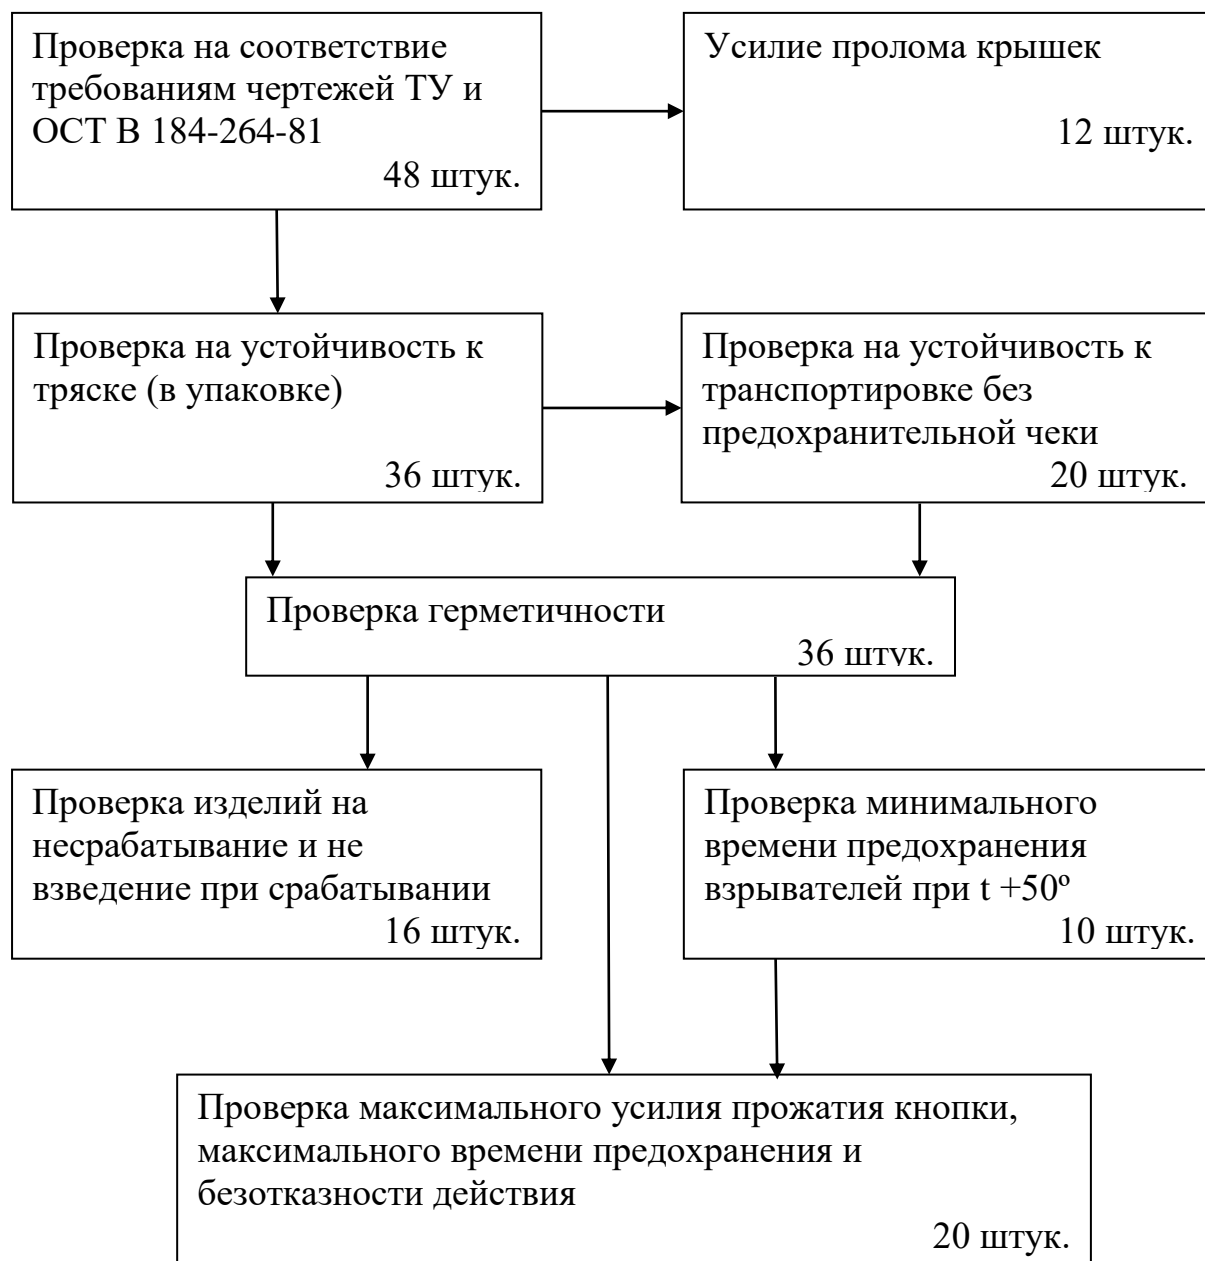 Проверка на соответствие
требованиям чертежей ТУ и
ОСТ В 184-264-81
48 штук.
Усилие пролома крышек
12 штук.
Проверка на устойчивость к
тряске (в упаковке)
36 штук.
Проверка на устойчивость к
транспортировке без
предохранительной чеки
20 штук.
Проверка герметичности
36 штук.
Проверка изделий на
несрабатывание и не
взведение при срабатывании
16 штук.
Проверка минимального
времени предохранения
взрывателей при t +50º
10 штук.
Проверка максимального усилия прожатия кнопки,
максимального времени предохранения и
безотказности действия
20 штук.